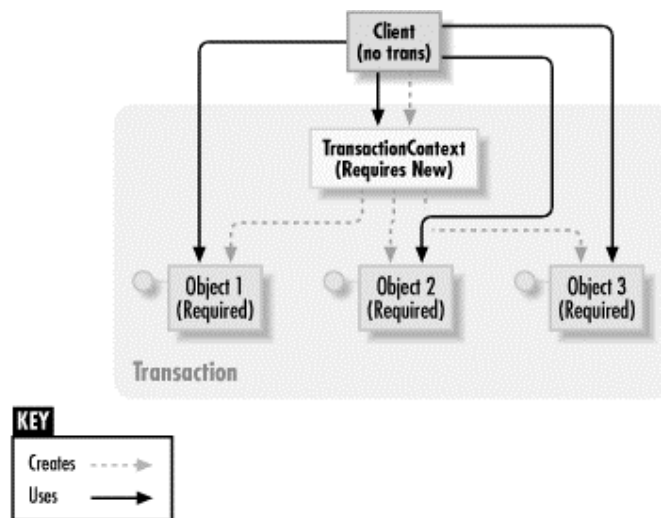 Client
(no trans)
TransactionContext
(Requires New)
Object 1
(Required)
Object 2
(Required)
Object 3
(Required)
Transaction
KEY
Creates
Uses